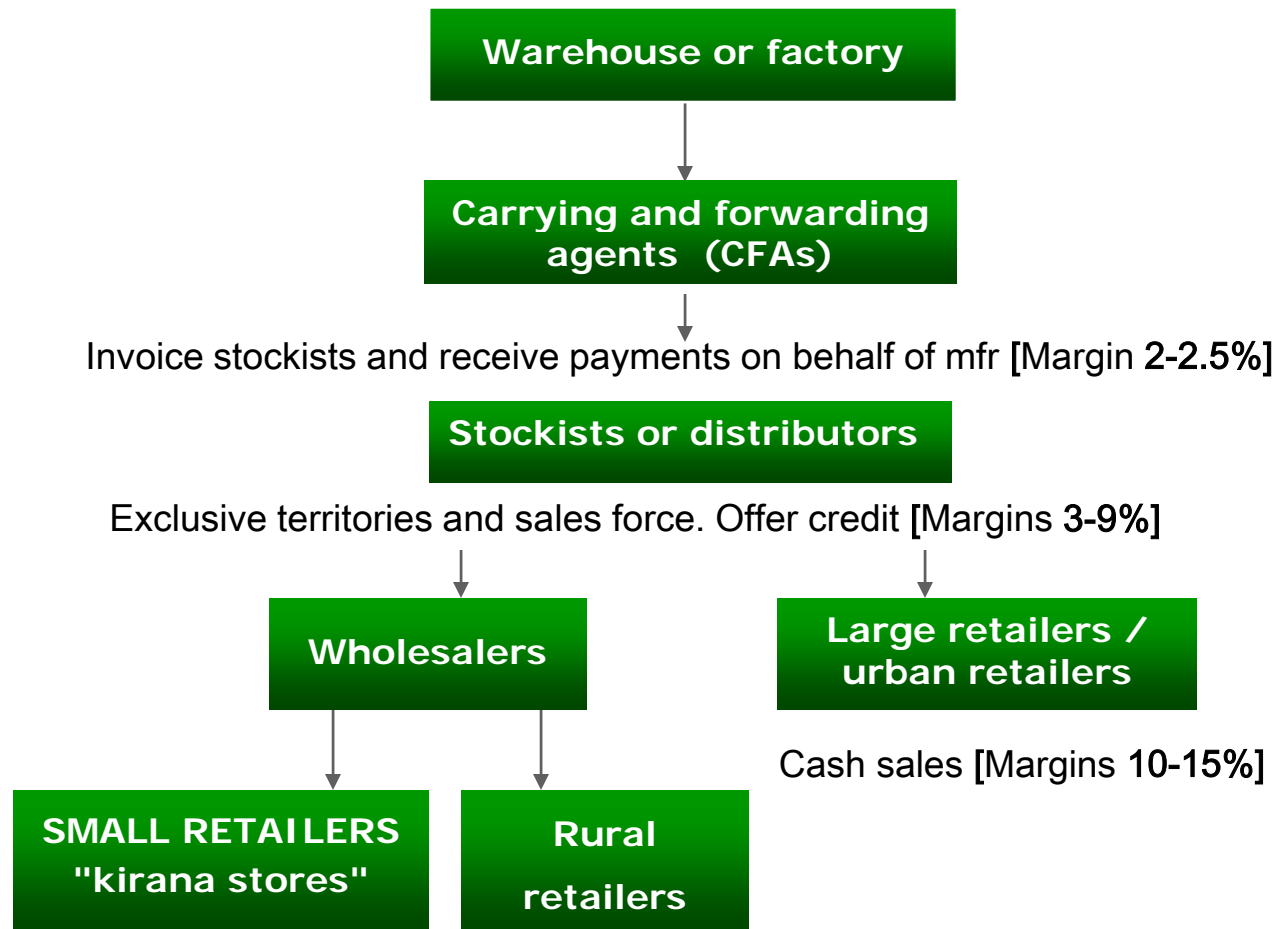 Warehouse or factory
Carrying and forwarding
agents (CFAs)
Invoice stockists and receive payments on behalf of mfr [Margin 2-2.5%]
Stockists or distributors
Exclusive territories and sales force. Offer credit [Margins 3-9%]
Wholesalers
Large retailers /
urban retailers
Cash sales [Margins 10-15%]
SMALL RETAILERS
"kirana stores"
Rural
retailers